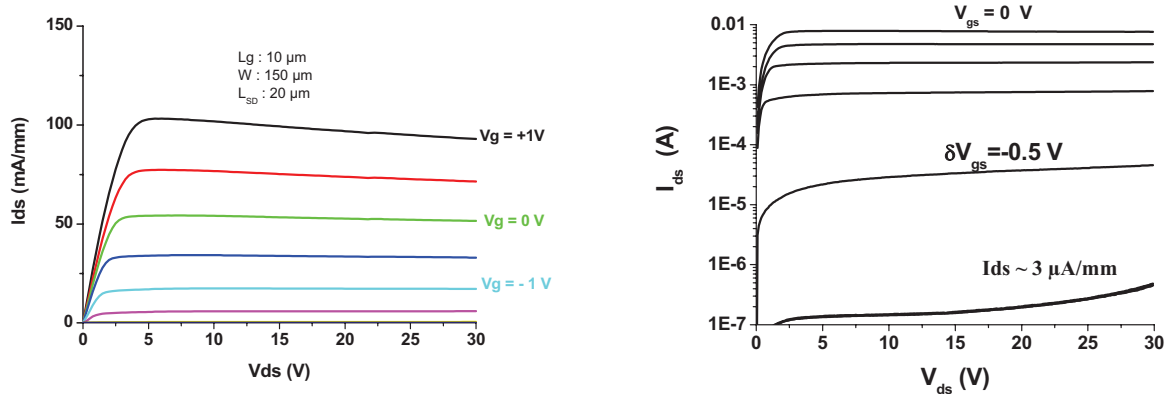 150
100
50
0
Ids (mA/mm)
Lg : 10 µm
W : 150 µm
L_SD : 20 µm
Vg = +1V
Vg = 0 V
Vg = - 1 V
0 5 10 15 20 25 30
Vds (V)
V_gs = 0 V
0.01
1E-3
1E-4
1E-5
1E-6
1E-7
I_ds (A)
δV_gs=-0.5 V
Ids ~ 3 µA/mm
0 5 10 15 20 25 30
V_ds (V)